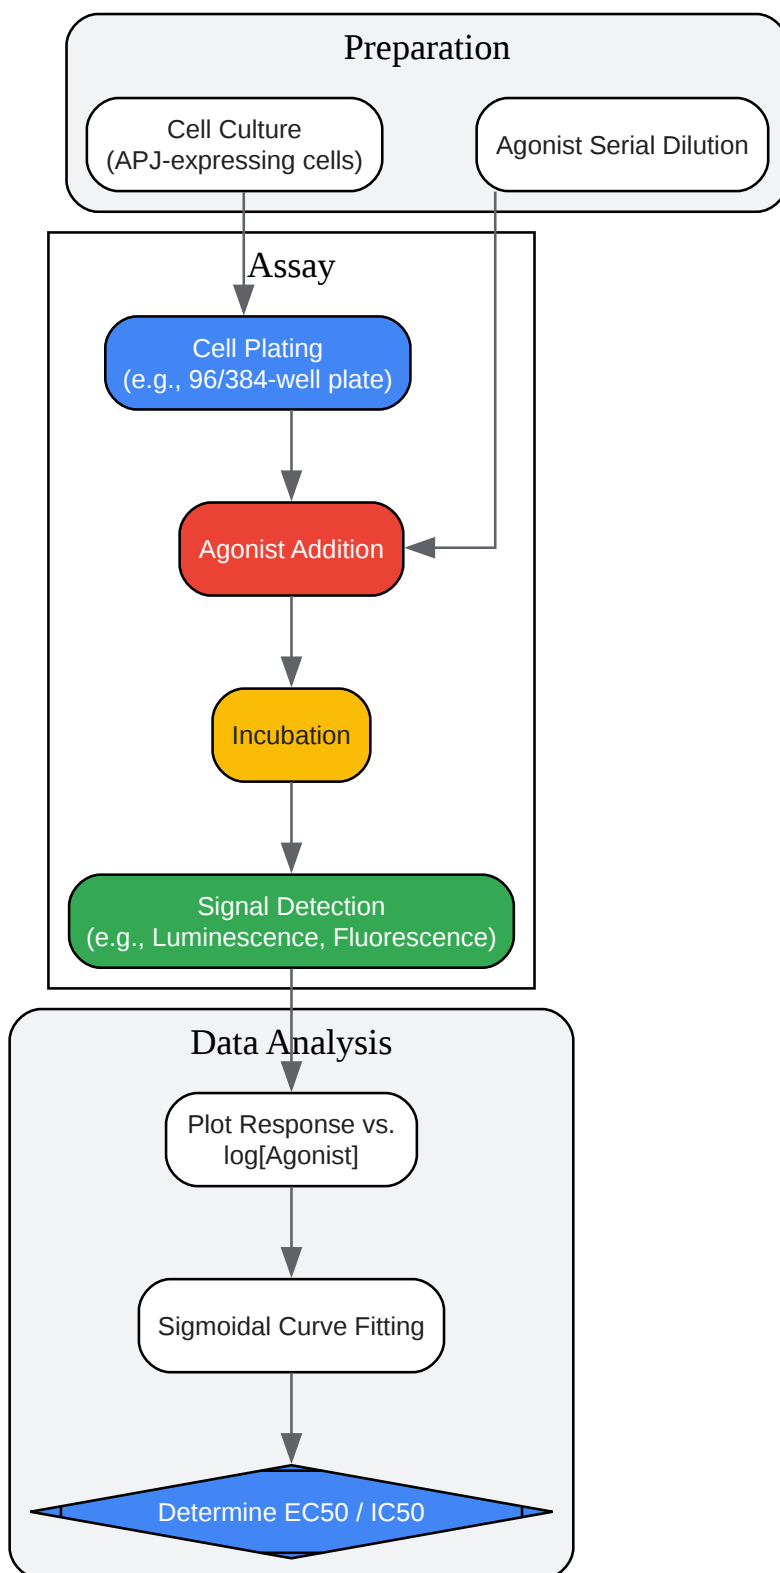 Preparation
Cell Culture
(APJ-expressing cells)
Agonist Serial Dilution
Assay
Cell Plating
(e.g., 96/384-well plate)
Agonist Addition
Incubation
Signal Detection
(e.g., Luminescence, Fluorescence)
Data Analysis
Plot Response vs.
log[Agonist]
Sigmoidal Curve Fitting
Determine EC50 / IC50